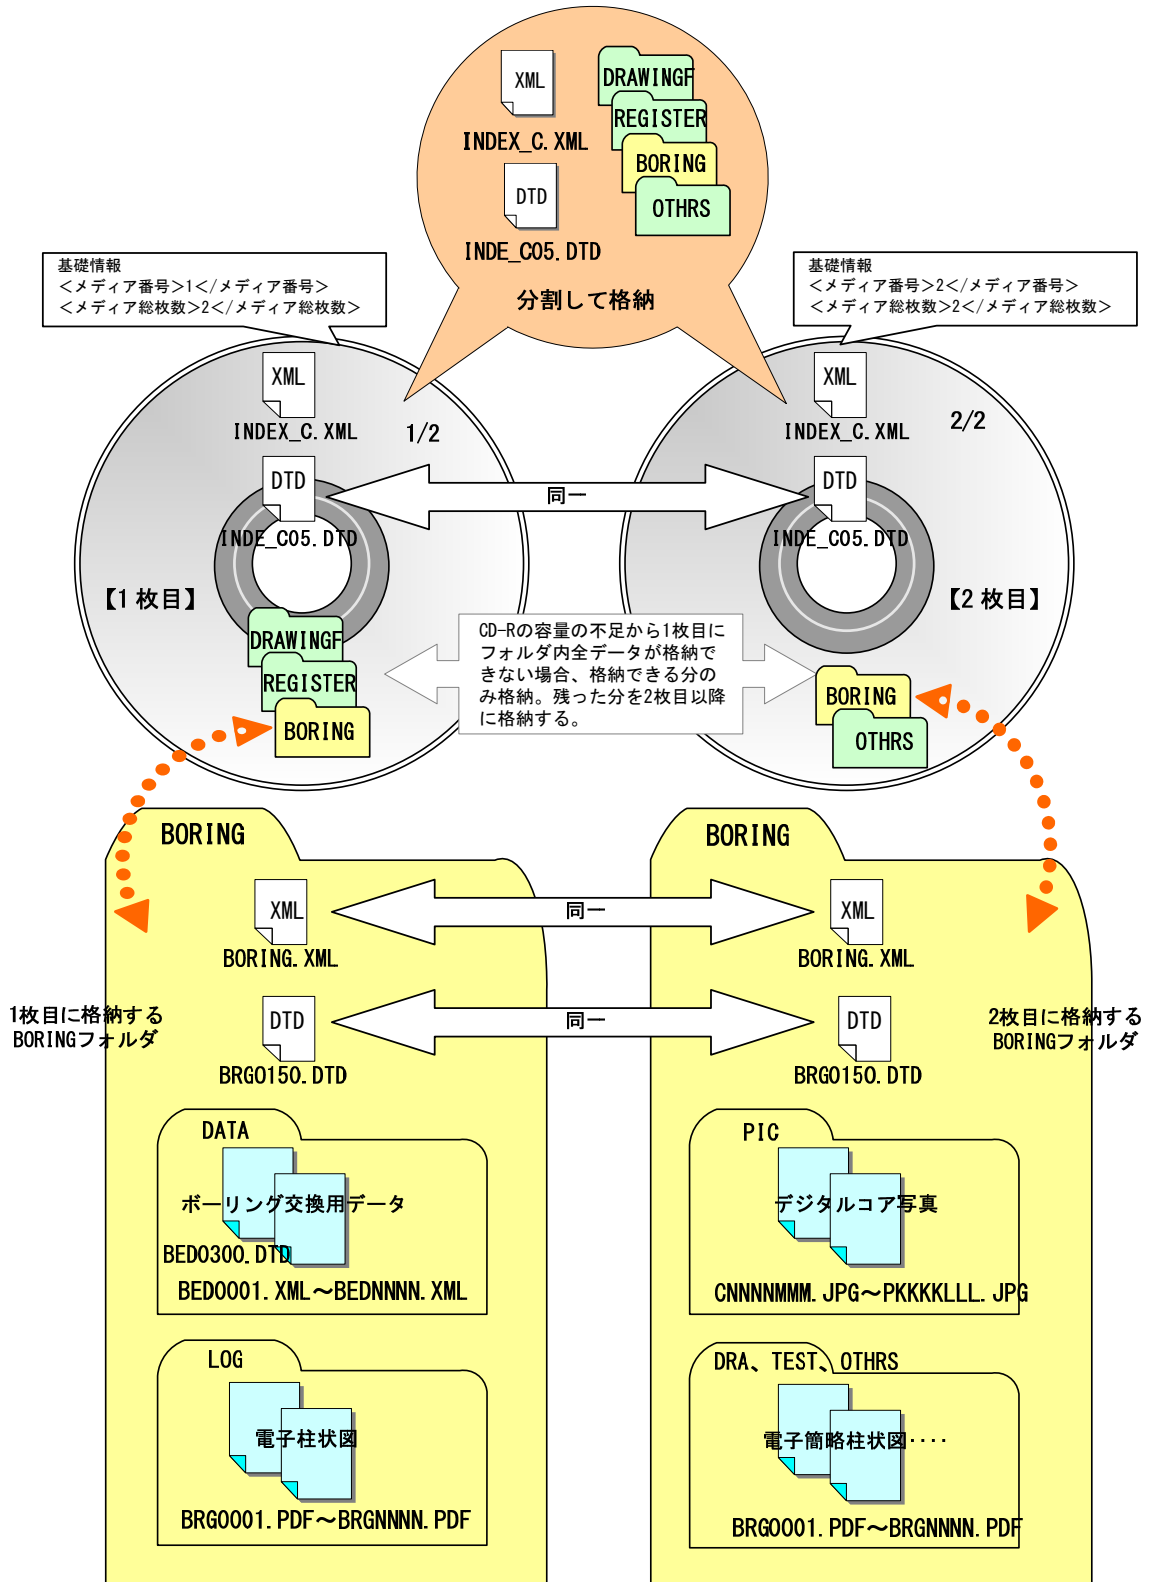 XML
INDEX_C.XML
DTD
INDE_C05.DTD
DRAWINGF
REGISTER
BORING
OTHRS
分割して格納
基礎情報
<メディア番号>1</メディア番号>
<メディア総枚数>2</メディア総枚数>
基礎情報
<メディア番号>2</メディア番号>
<メディア総枚数>2</メディア総枚数>
XML
INDEX_C.XML
1/2
DTD
INDE_C05.DTD
【1枚目】
DRAWINGF
REGISTER
BORING
同一
XML
INDEX_C.XML
2/2
DTD
INDE_C05.DTD
【2枚目】
BORING
OTHRS
CD-Rの容量の不足から1枚目に
フォルダ内全データが格納で
きない場合、格納できる分の
み格納。残った分を2枚目以降
に格納する。
BORING
XML
BORING.XML
DTD
BRG0150.DTD
1枚目に格納する
BORINGフォルダ
DATA
ボーリング交換用データ
BED0300.DTD
BED0001.XML～BEDNNNN.XML
LOG
電子柱状図
BRG0001.PDF～BRGNNNN.PDF
同一
同一
BORING
XML
BORING.XML
DTD
BRG0150.DTD
2枚目に格納する
BORINGフォルダ
PIC
デジタルコア写真
CNNNNMMM.JPG～PKKKKLLL.JPG
DRA、TEST、OTHRS
電子簡略柱状図････
BRG0001.PDF～BRGNNNN.PDF